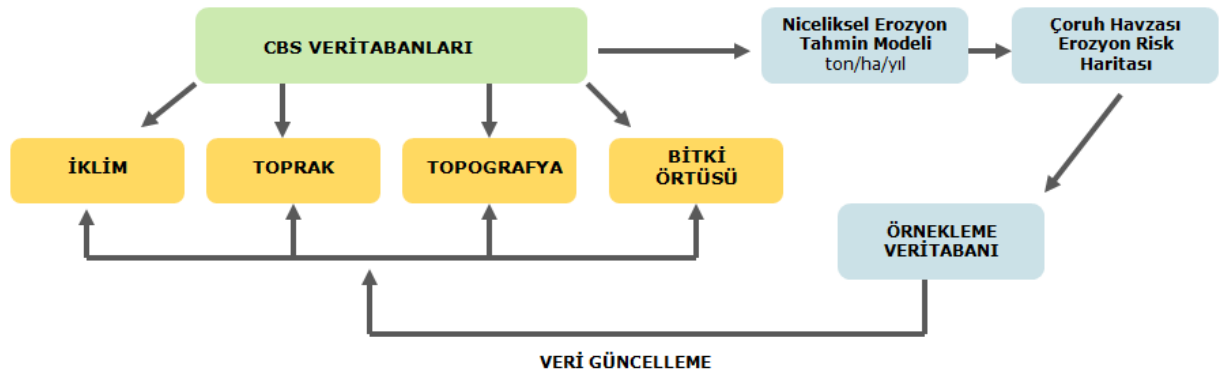 CBS VERİTABANLARI
Niceliksel Erozyon
Tahmin Modeli
ton/ha/yıl
Çoruh Havzası
Erozyon Risk
Haritası
İKLİM
TOPRAK
TOPOGRAFYA
BİTKİ
ÖRTÜSÜ
ÖRNEKLEME
VERİTABANI
VERİ GÜNCELLEME